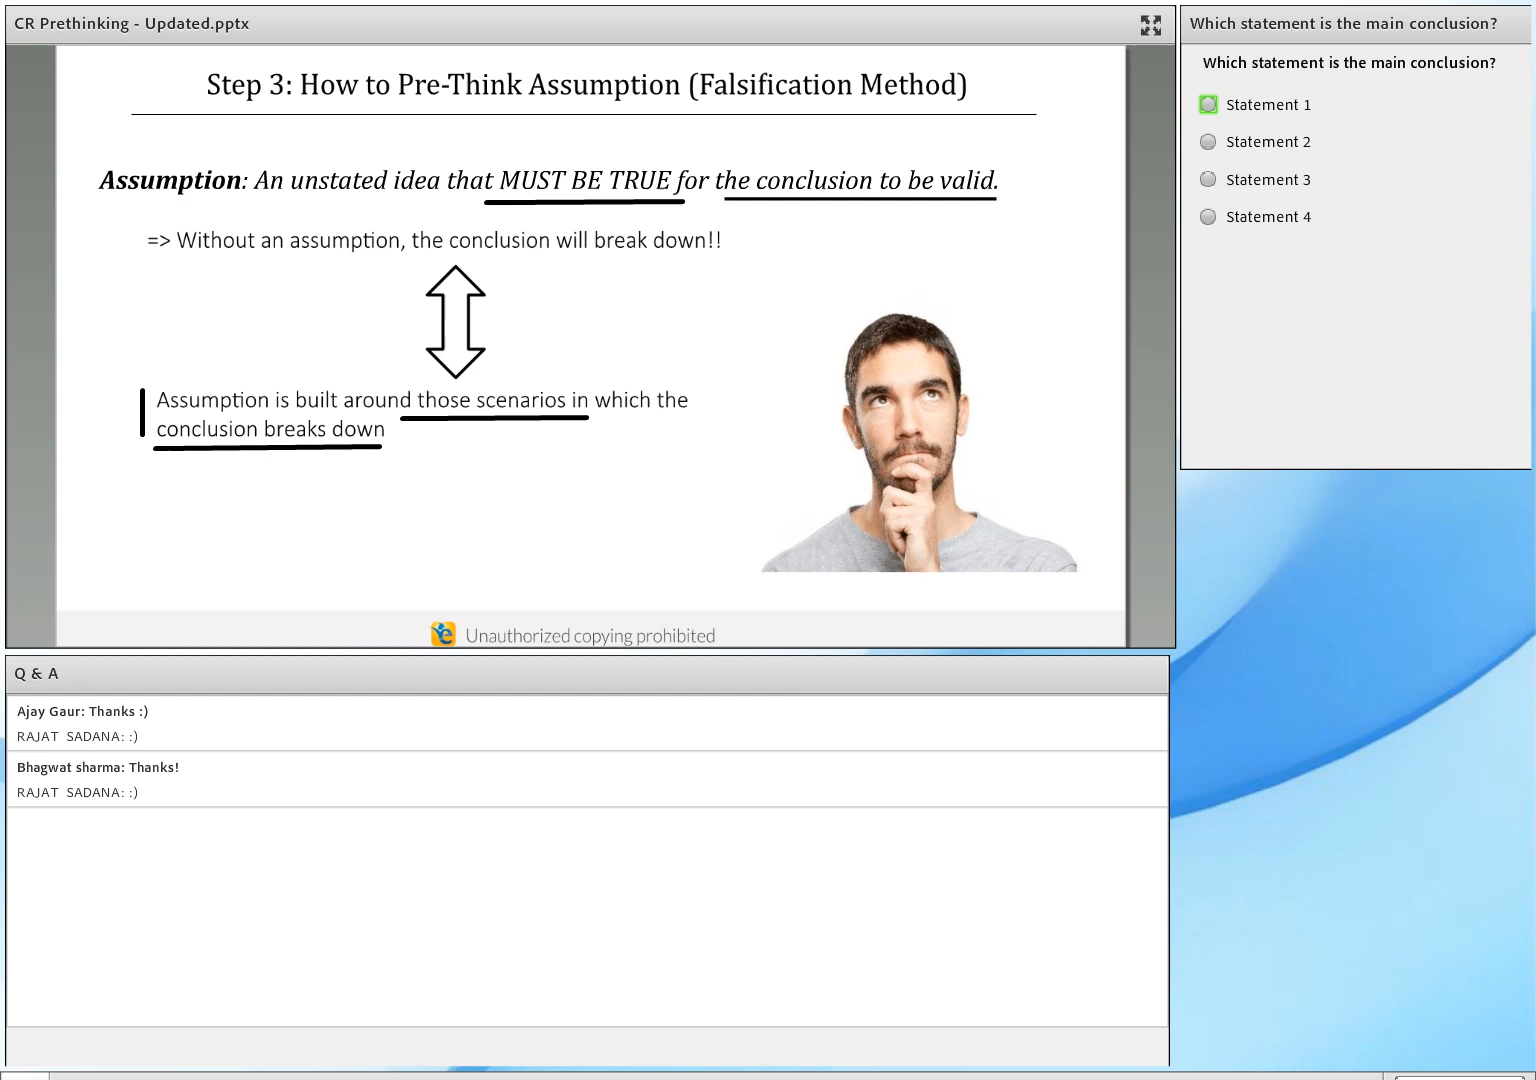 CR Prethinking - Updated.pptx
Step 3: How to Pre-Think Assumption (Falsification Method)
Assumption: An unstated idea that MUST BE TRUE for the conclusion to be valid.
=> Without an assumption, the conclusion will break down!!
Assumption is built around those scenarios in which the
conclusion breaks down
Unauthorized copying prohibited
Which statement is the main conclusion?
Which statement is the main conclusion?
Statement 1
Statement 2
Statement 3
Statement 4
Q & A
Ajay Gaur: Thanks :)
RAJAT SADANA: :)
Bhagwat sharma: Thanks!
RAJAT SADANA: :)